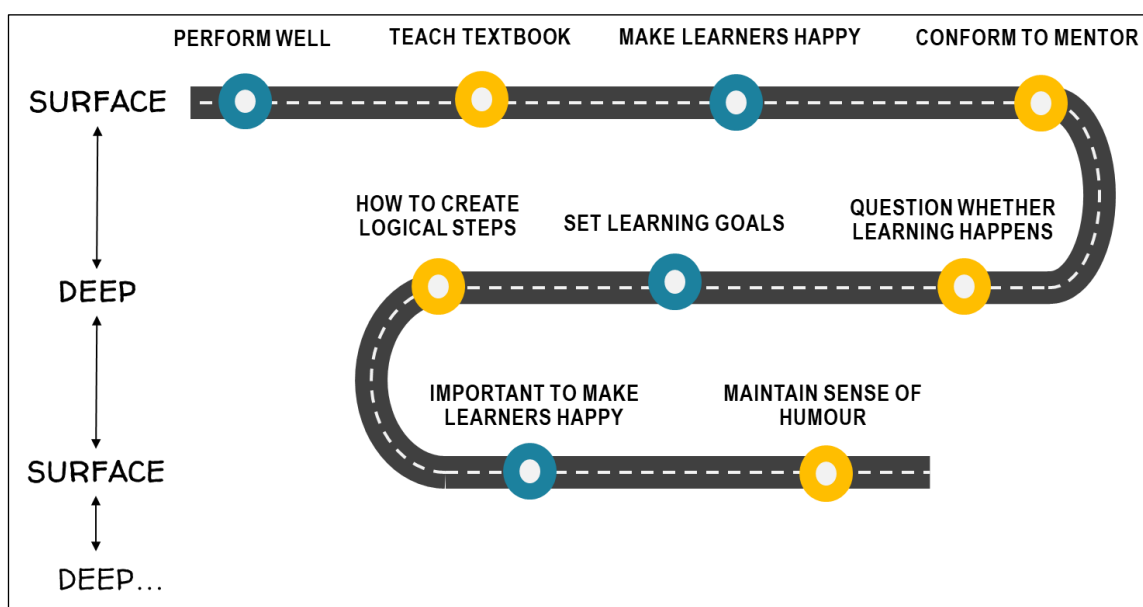 PERFORM WELL
TEACH TEXTBOOK
MAKE LEARNERS HAPPY
CONFORM TO MENTOR
SURFACE
HOW TO CREATE
LOGICAL STEPS
SET LEARNING GOALS
QUESTION WHETHER
LEARNING HAPPENS
DEEP
IMPORTANT TO MAKE
LEARNERS HAPPY
MAINTAIN SENSE OF
HUMOUR
SURFACE
DEEP...